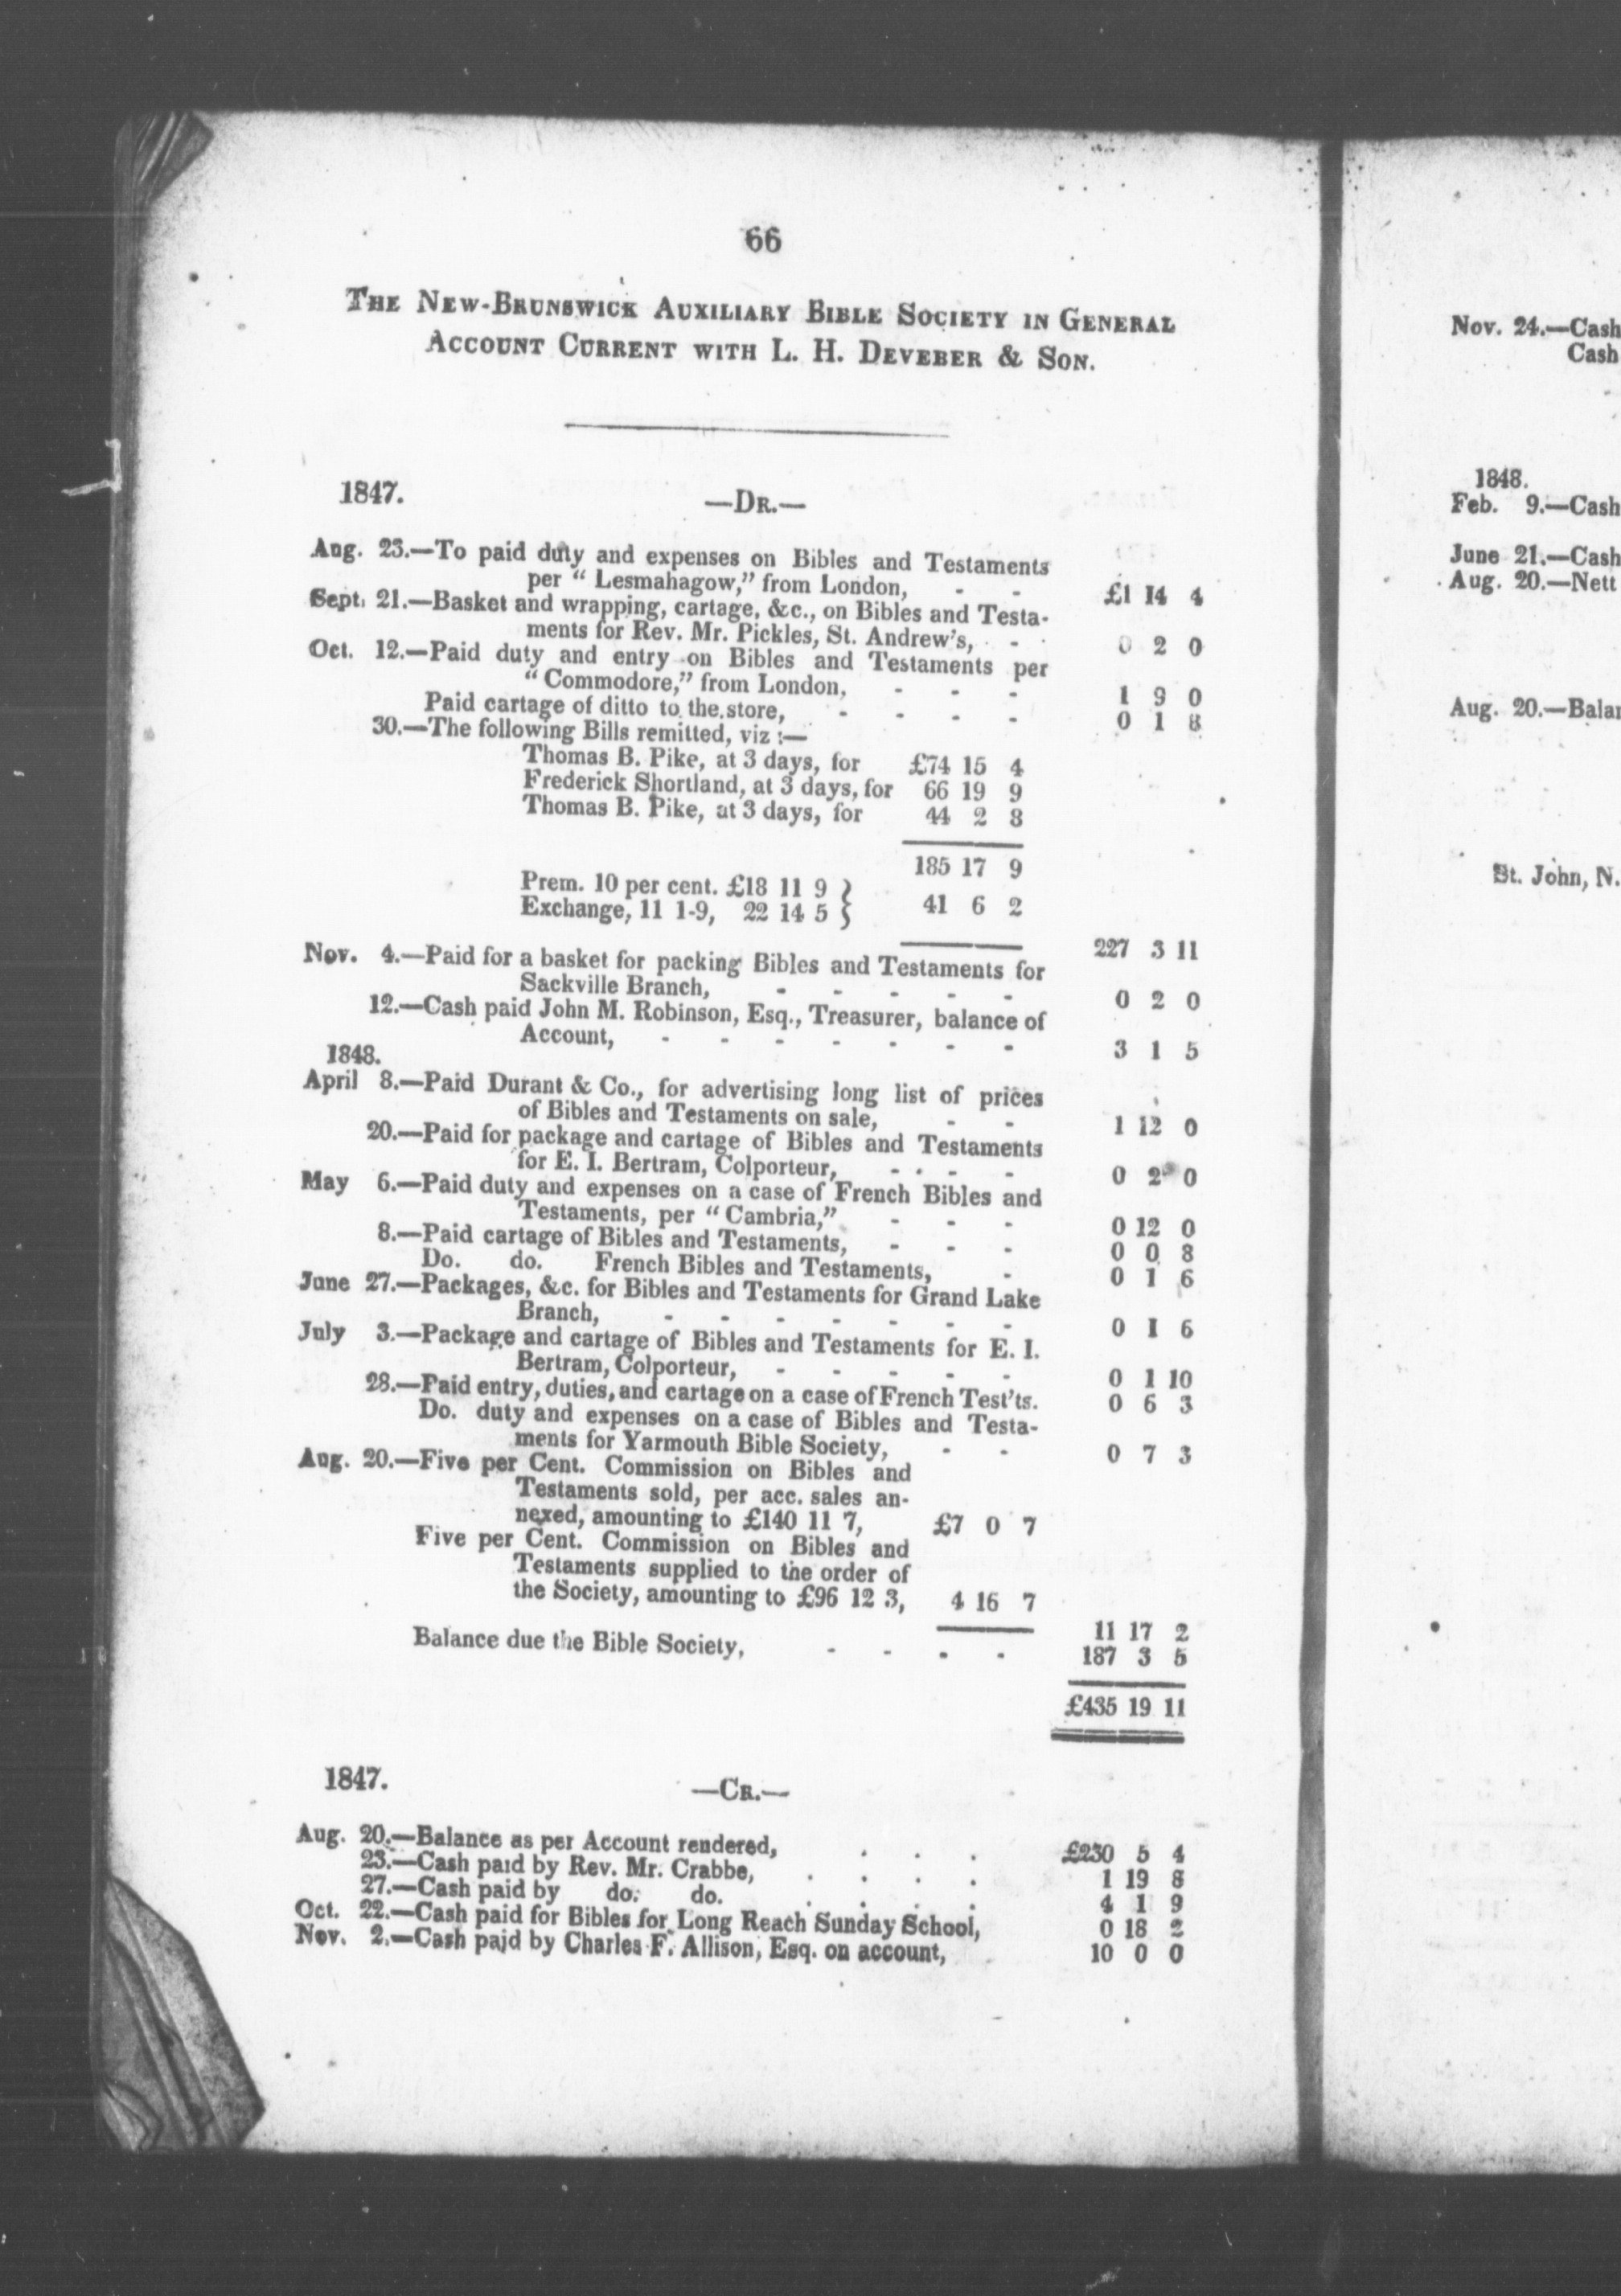 66
THE NEW-BRUNSWICK AUXILIARY BIBLE SOCIETY IN GENERAL
ACCOUNT CURRENT WITH L. H. DEVEBER & SON.
1847. —DR.—
Aug. 23.—To paid duty and expenses on Bibles and Testaments
per "Lesmahagow," from London, - - £1 14 4
Sept. 21.—Basket and wrapping, cartage, &c., on Bibles and Testa-
ments for Rev. Mr. Pickles, St. Andrew's, - - 0 2 0
Oct. 12.—Paid duty and entry on Bibles and Testaments per
"Commodore," from London, - - - 1 9 0
Paid cartage of ditto to the store, - - - - 0 1 8
30.—The following Bills remitted, viz :—
Thomas B. Pike, at 3 days, for £74 15 4
Frederick Shortland, at 3 days, for 66 19 9
Thomas B. Pike, at 3 days, for 44 2 8
185 17 9
Prem. 10 per cent. £18 11 9 }
Exchange, 11 1-9, 22 14 5 } 41 6 2
227 3 11
Nov. 4.—Paid for a basket for packing Bibles and Testaments for
Sackville Branch, - - - - - 0 2 0
12.—Cash paid John M. Robinson, Esq., Treasurer, balance of
Account, - - - - - - - 3 1 5
1848.
April 8.—Paid Durant & Co., for advertising long list of prices
of Bibles and Testaments on sale, - - 1 12 0
20.—Paid for package and cartage of Bibles and Testaments
for E. I. Bertram, Colporteur, - - - 0 2 0
May 6.—Paid duty and expenses on a case of French Bibles and
Testaments, per "Cambria," - - - 0 12 0
8.—Paid cartage of Bibles and Testaments, - - - 0 0 8
Do. do. French Bibles and Testaments, - 0 1 6
June 27.—Packages, &c. for Bibles and Testaments for Grand Lake
Branch, - - - - - - - 0 1 6
July 3.—Package and cartage of Bibles and Testaments for E. I.
Bertram, Colporteur, - - - - - 0 1 10
28.—Paid entry, duties, and cartage on a case of French Test'ts. 0 6 3
Do. duty and expenses on a case of Bibles and Testa-
ments for Yarmouth Bible Society, - - 0 7 3
Aug. 20.—Five per Cent. Commission on Bibles and
Testaments sold, per acc. sales an-
nexed, amounting to £140 11 7, £7 0 7
Five per Cent. Commission on Bibles and
Testaments supplied to the order of
the Society, amounting to £96 12 3, 4 16 7
11 17 2
Balance due the Bible Society, - - - - 187 3 5
£435 19 11
1847. —CR.—
Aug. 20.—Balance as per Account rendered, . . . £230 5 4
23.—Cash paid by Rev. Mr. Crabbe, . . . . 1 19 8
27.—Cash paid by do. do. . . . . 4 1 9
Oct. 22.—Cash paid for Bibles for Long Reach Sunday School, 0 18 2
Nov. 2.—Cash paid by Charles F. Allison, Esq. on account, 10 0 0
Nov. 24.—Cash
Cash
1848.
Feb. 9.—Cash
June 21.—Cash
Aug. 20.—Nett
Aug. 20.—Balan
St. John, N.